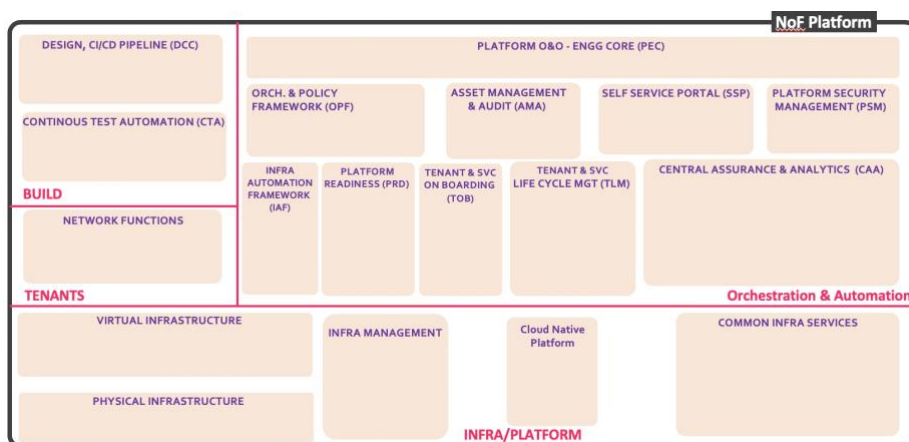 NoF Platform
DESIGN, CI/CD PIPELINE (DCC)
CONTINOUS TEST AUTOMATION (CTA)
BUILD
NETWORK FUNCTIONS
TENANTS
PLATFORM O&O - ENGG CORE (PEC)
ORCH. & POLICY
FRAMEWORK (OPF)
ASSET MANAGEMENT
& AUDIT (AMA)
SELF SERVICE PORTAL (SSP)
PLATFORM SECURITY
MANAGEMENT (PSM)
INFRA
AUTOMATION
FRAMEWORK
(IAF)
PLATFORM
READINESS (PRD)
TENANT & SVC
ON BOARDING
(TOB)
TENANT & SVC
LIFE CYCLE MGT (TLM)
CENTRAL ASSURANCE & ANALYTICS (CAA)
Orchestration & Automation
VIRTUAL INFRASTRUCTURE
PHYSICAL INFRASTRUCTURE
INFRA MANAGEMENT
Cloud Native
Platform
COMMON INFRA SERVICES
INFRA/PLATFORM